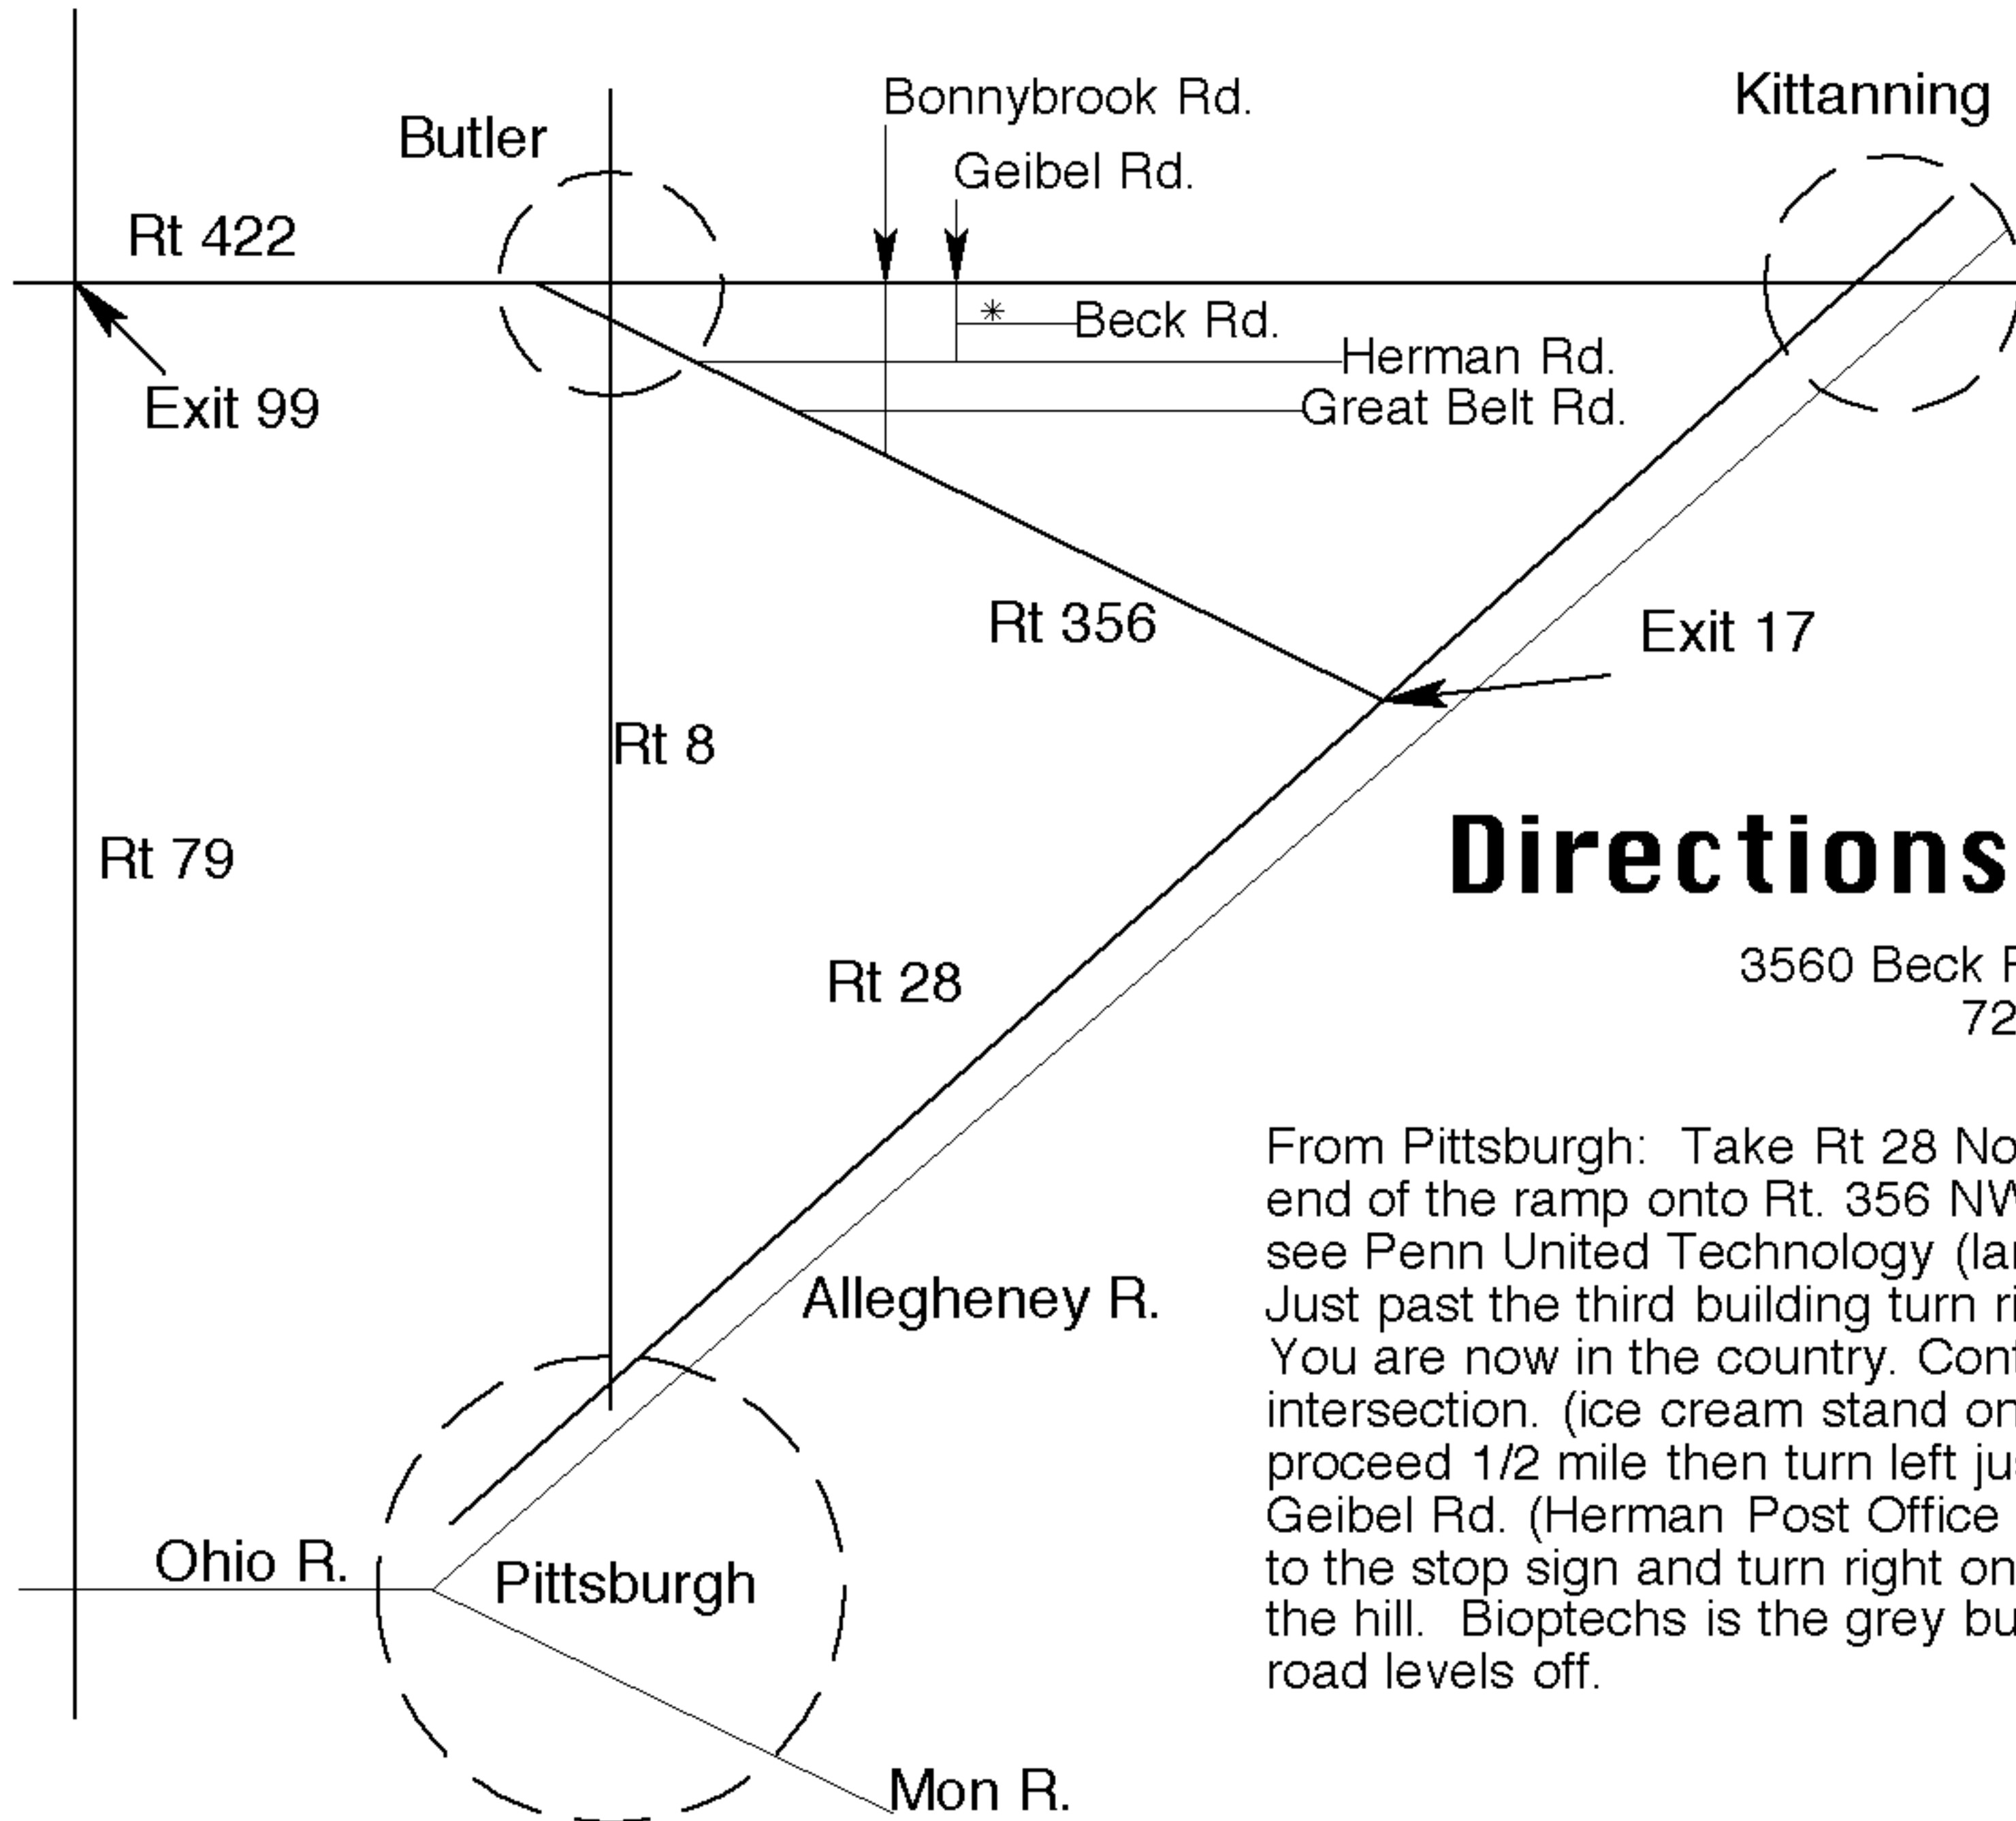 Bonnybrook Rd.
Kittanning
Butler
Geibel Rd.
Rt 422
* Beck Rd.
Herman Rd.
Exit 99
Great Belt Rd.
Rt 356
Exit 17
Rt 8
Rt 79
Directions
3560 Beck
72
Rt 28
From Pittsburgh: Take Rt 28
end of the ramp onto Rt. 356 NW
see Penn United Technology
Just past the third building turn
You are now in the country.
intersection. (ice cream stand on
proceed 1/2 mile then turn left
Geibel Rd. (Herman Post Office
to the stop sign and turn right on
the hill. Bioptechs is the grey
road levels off.
Allegheney R.
Ohio R.
Pittsburgh
Mon R.